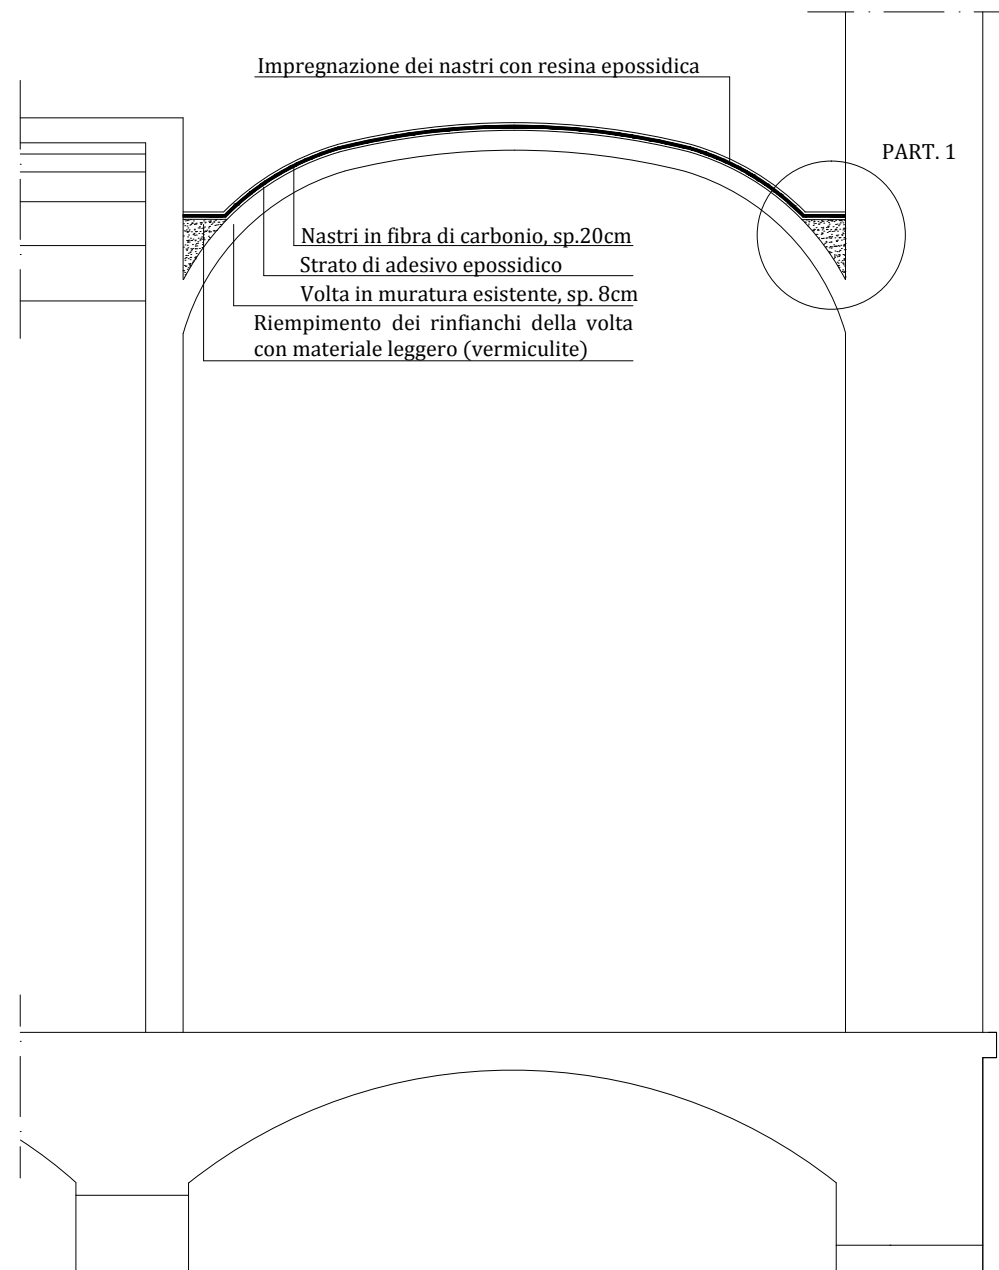 Impregnazione dei nastri con resina epossidica
PART. 1
Nastri in fibra di carbonio, sp.20cm
Strato di adesivo epossidico
Volta in muratura esistente, sp. 8cm
Riempimento dei rinfianchi della volta
con materiale leggero (vermiculite)